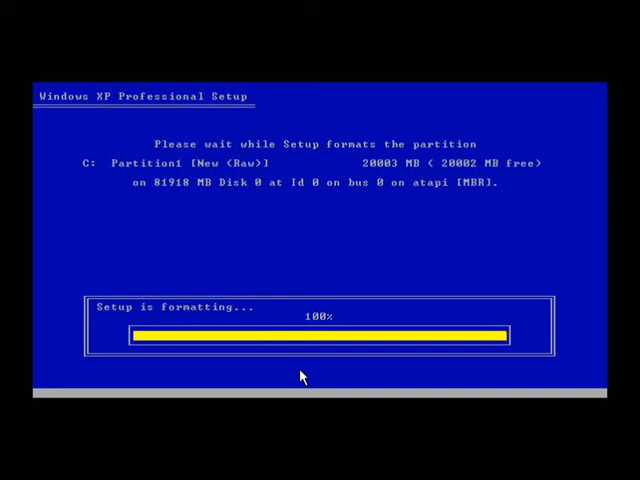 Windows XP Professional Setup
Please wait while Setup formats the partition
C: Partition1 [New (Raw)] 20003 MB ( 20002 MB free)
on 81918 MB Disk 0 at Id 0 on bus 0 on atapi [MBR].
Setup is formatting...
100%